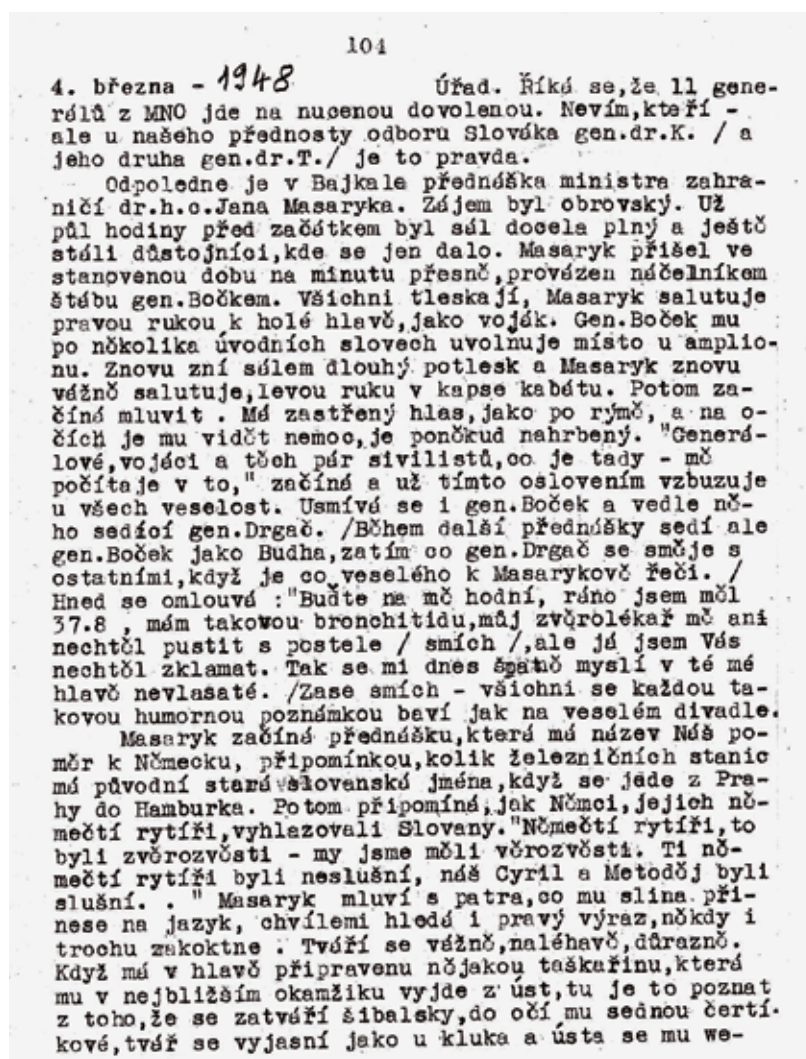 104
4. března - 1948 Úřad. Říká se,že 11 gene-
rálů z MNO jde na nucenou dovolenou. Nevím,kteří -
ale u našeho přednosty odboru Slováka gen.dr.K. / a
jeho druha gen.dr.T./ je to pravda.
Odpoledne je v Bajkale přednáška ministra zahra-
ničí dr.h.c.Jana Masaryka. Zájem byl obrovský. Už
půl hodiny před začátkem byl sál docela plný a ještě
stáli důstojníci,kde se jen dalo. Masaryk přišel ve
stanovenou dobu na minutu přesně,provázen náčelníkem
štábu gen.Bočkem. Všichni tleskají, Masaryk salutuje
pravou rukou k holé hlavě,jako voják. Gen.Boček mu
po několika úvodních slovech uvolnuje místo u amplio-
nu. Znovu zní sálem dlouhý potlesk a Masaryk znovu
vážně salutuje,levou ruku v kapse kabátu. Potom za-
číná mluvit . Má zastřený hlas,jako po rýmě, a na o-
čích je mu vidět nemoc,je poněkud nahrbený. "Generá-
lové,vojáci a těch pár sivilistů,co je tady - mě
počítaje v to," začíná a už tímto oslovením vzbuzuje
u všech veselost. Usmívá se i gen.Boček a vedle ně-
ho sedící gen.Drgač. /Během další přednášky sedí ale
gen.Boček jako Budha,zatím co gen.Drgač se směje s
ostatními,když je co veselého k Masarykově řeči. /
Hned se omlouvá :"Buďte na mě hodní, ráno jsem měl
37.8 , mám takovou bronchitidu,můj zvěrolékař mě ani
nechtěl pustit s postele / smích /,ale já jsem Vás
nechtěl zklamat. Tak se mi dnes špatně myslí v té mé
hlavě nevlasaté. /Zase smích - všichni se každou ta-
kovou humornou poznámkou baví jak na veselém divadle.
Masaryk začíná přednášku,která má název Náš po-
měr k Německu, připomínkou,kolik železničních stanic
má původní stará slovanská jména,když se jede z Pra-
hy do Hamburka. Potom připomíná,jak Němci,jejich ně-
mečtí rytíři,vyhlazovali Slovany."Němečtí rytíři,to
byli zvěrozvěsti - my jsme měli věrozvěsti. Ti ně-
mečtí rytíři byli neslušní, náš Cyril a Metoděj byli
slušní. . " Masaryk mluví s patra,co mu slina při-
nese na jazyk, chvílemi hledá i pravý výraz,někdy i
trochu zakoktne . Tváří se vážně,naléhavě,důrazně.
Když má v hlavě připravenu nějakou taškařinu,která
mu v nejbližším okamžiku vyjde z úst,tu je to poznat
z toho,že se zatváří šibalsky,do očí mu sednou čertí-
kové,tvář se vyjasní jako u kluka a ústa se mu we-